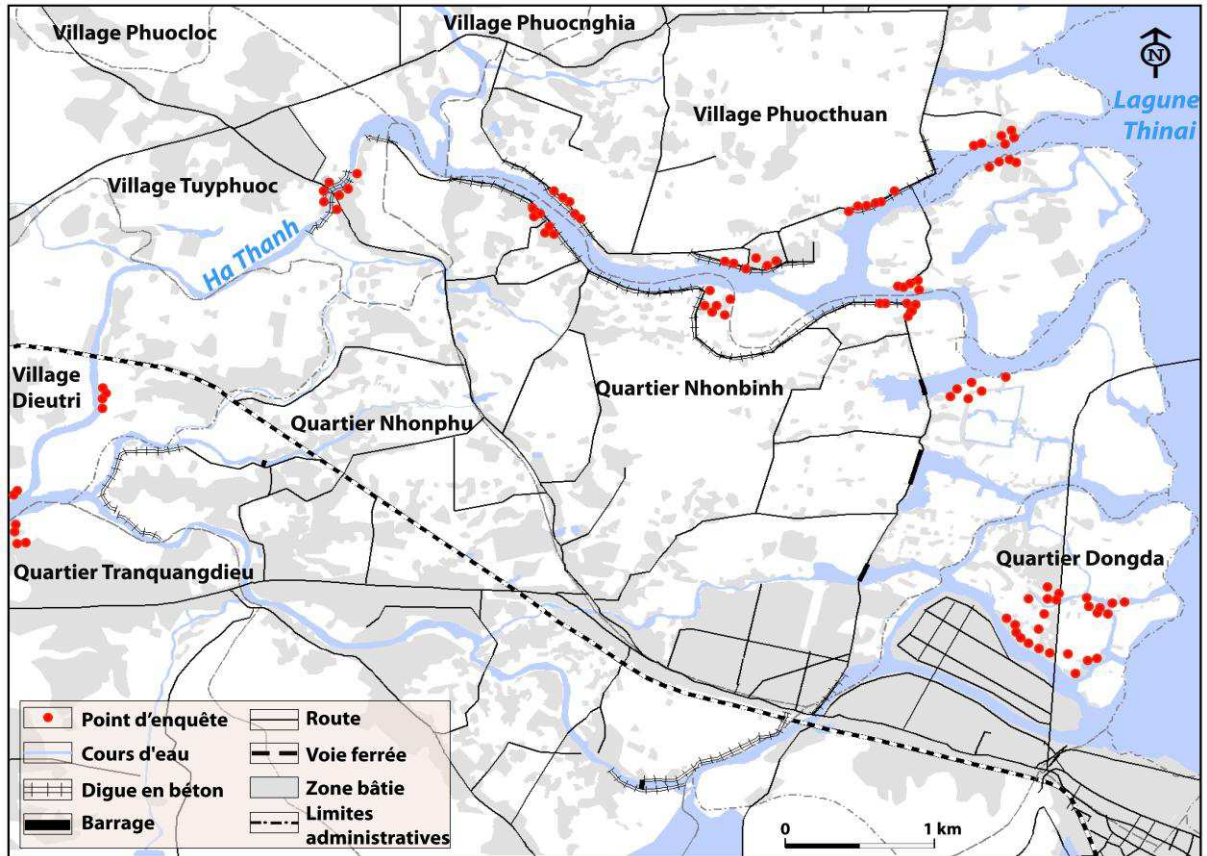 Village Phuocloc
Village Phuocnghia
N
Lagune
Thinai
Village Phuocthuan
Village Tuyphuoc
Ha Thanh
Village
Dieutri
Quartier Nhonphu
Quartier Nhonbinh
Quartier Tranquangdieu
Quartier Dongda
Point d'enquête
Cours d'eau
Digue en béton
Barrage
Route
Voie ferrée
Zone bâtie
Limites
administratives
0 1 km